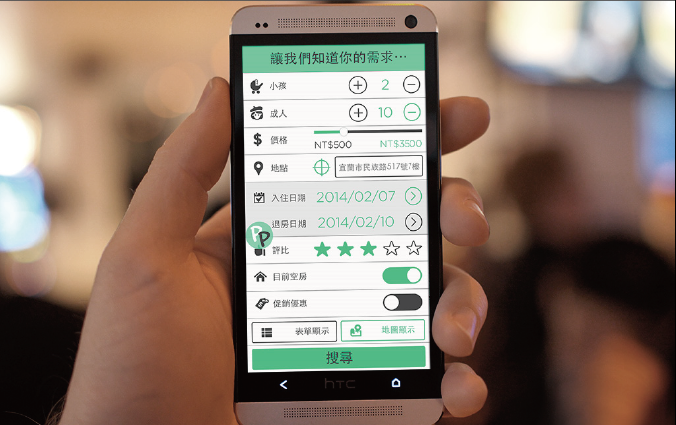 讓我們知道你的需求…
小孩 2
成人 10
價格 NT$500 NT$3500
地點 宜蘭市民族路517號7樓
入住日期 2014/02/07
退房日期 2014/02/10
PP
評比
目前空房
促銷優惠
表單顯示 地圖顯示
搜尋
hTC